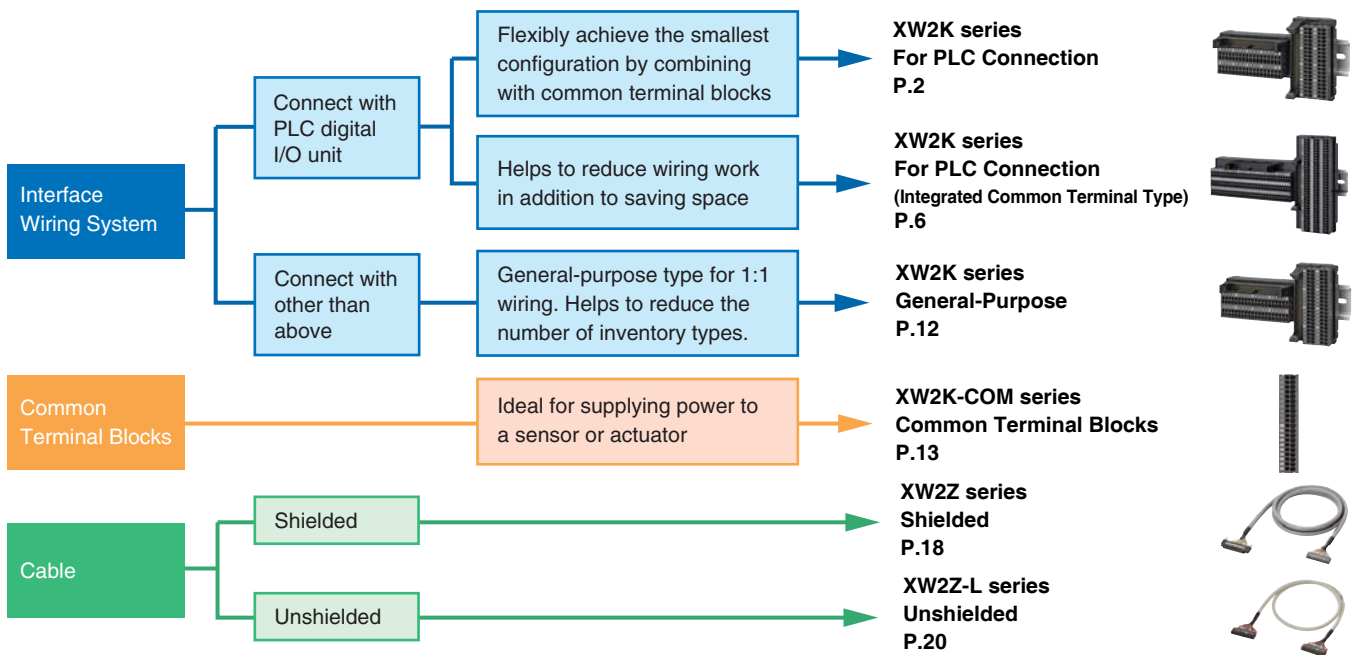 Interface
Wiring System
Connect with
PLC digital
I/O unit
Flexibly achieve the smallest
configuration by combining
with common terminal blocks
XW2K series
For PLC Connection
P.2
Helps to reduce wiring work
in addition to saving space
XW2K series
For PLC Connection
(Integrated Common Terminal Type)
P.6
Connect with
other than
above
General-purpose type for 1:1
wiring. Helps to reduce the
number of inventory types.
XW2K series
General-Purpose
P.12
Common
Terminal Blocks
Ideal for supplying power to
a sensor or actuator
XW2K-COM series
Common Terminal Blocks
P.13
Cable
Shielded
XW2Z series
Shielded
P.18
Unshielded
XW2Z-L series
Unshielded
P.20